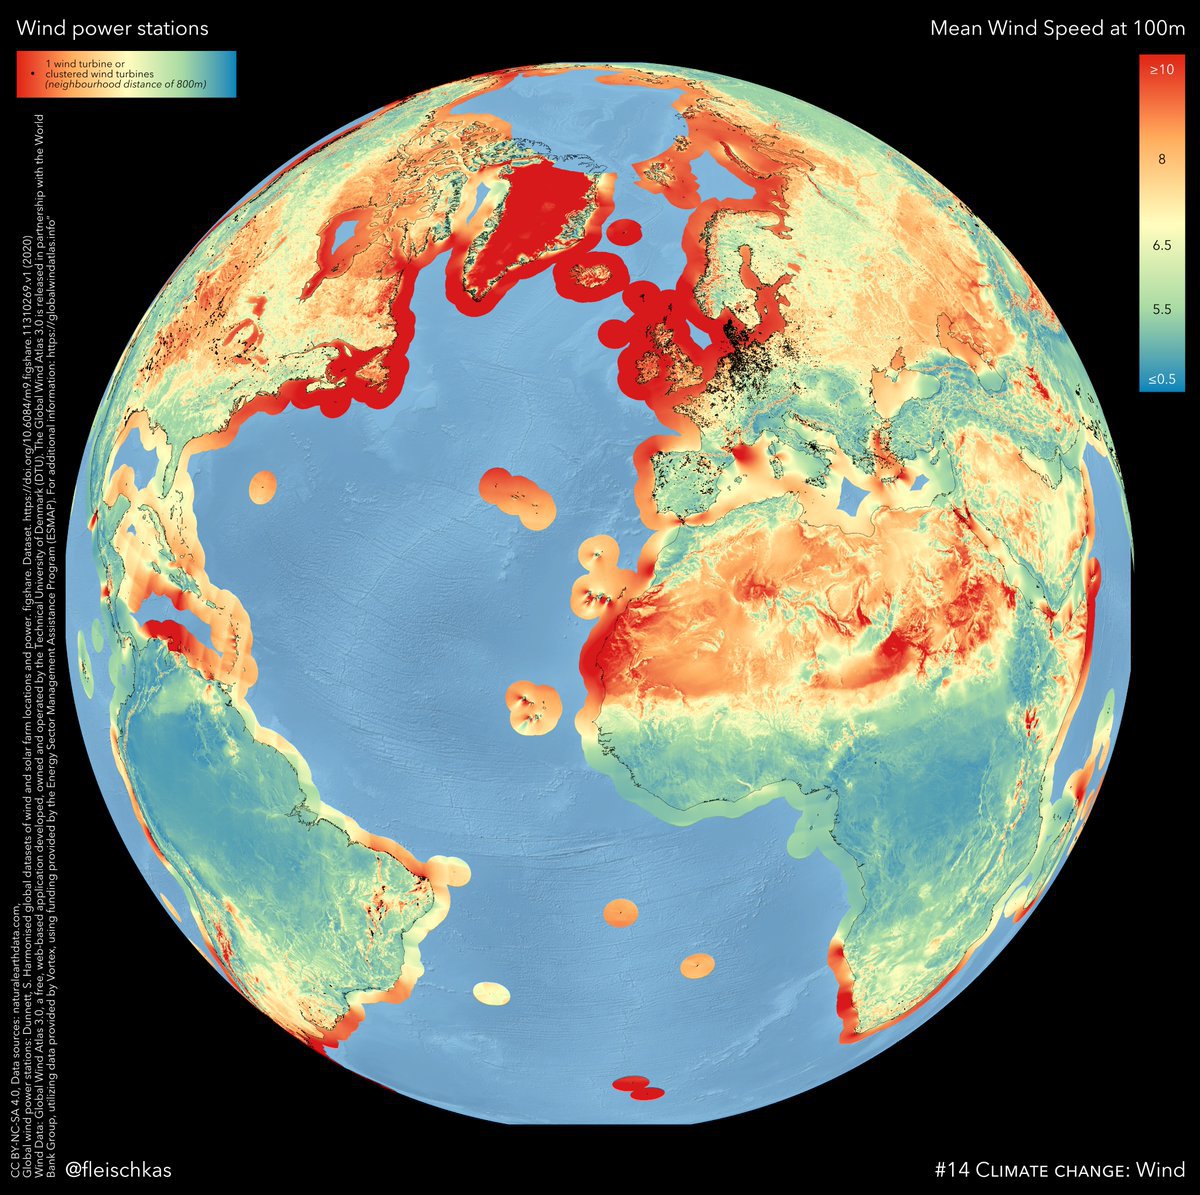 Wind power stations
1 wind turbine or
clustered wind turbines
(neighbourhood distance of 800m)
Mean Wind Speed at 100m
≥10
8
6.5
5.5
≤0.5
CC BY-NC-SA 4.0, Data sources: naturalearthdata.com,
Global wind power stations: Dunnett, S. Harmonised global datasets of wind and solar farm locations and power. figshare. Dataset. https://doi.org/10.6084/m9.figshare.11310269.v1 (2020)
Wind Data: Global Wind Atlas 3.0, a free, web-based application developed, owned and operated by the Technical University of Denmark (DTU). The Global Wind Atlas 3.0 is released in partnership with the World
Bank Group, utilizing data provided by Vortex, using funding provided by the Energy Sector Management Assistance Program (ESMAP). For additional information: https://globalwindatlas.info"
@fleischkas
#14 CLIMATE CHANGE: Wind